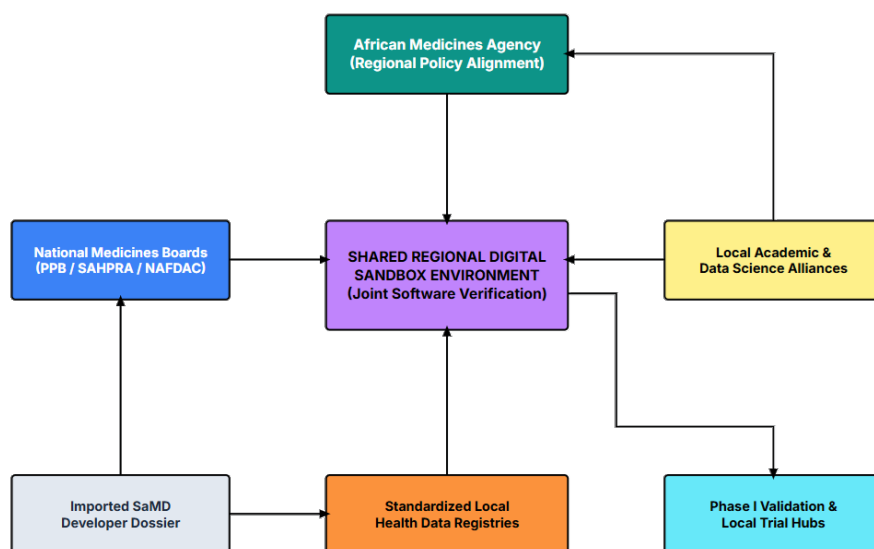 African Medicines Agency
(Regional Policy Alignment)
National Medicines Boards
(PPB / SAHPRA / NAFDAC)
SHARED REGIONAL DIGITAL
SANDBOX ENVIRONMENT
(Joint Software Verification)
Local Academic &
Data Science Alliances
Imported SaMD
Developer Dossier
Standardized Local
Health Data Registries
Phase I Validation &
Local Trial Hubs